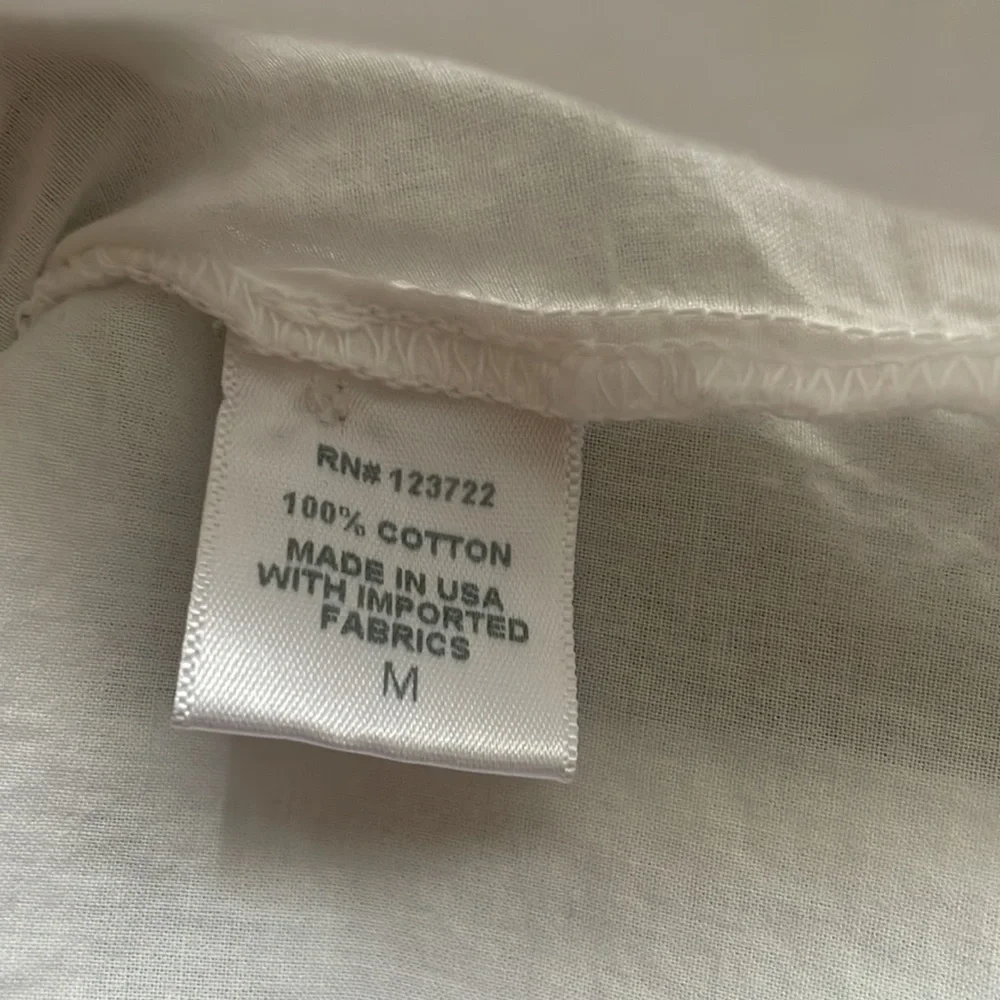 RN# 123722
100% COTTON
MADE IN USA
WITH IMPORTED
FABRICS
M